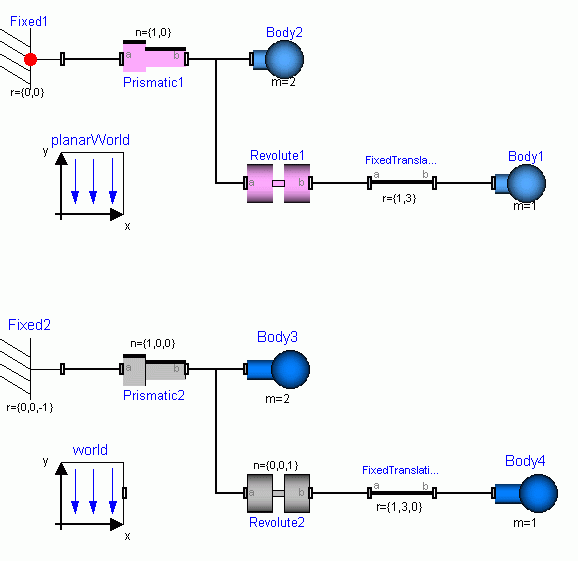 Fixed1
n={1,0}
Body2
a
b
r={0,0}
Prismatic1
m=2
planarWorld
y
x
Revolute1
a
b
FixedTransla...
a
b
r={1,3}
Body1
m=1
Fixed2
n={1,0,0}
Body3
a
b
r={0,0,-1}
Prismatic2
m=2
world
y
x
n={0,0,1}
a
b
Revolute2
FixedTranslati...
a
b
r={1,3,0}
Body4
m=1